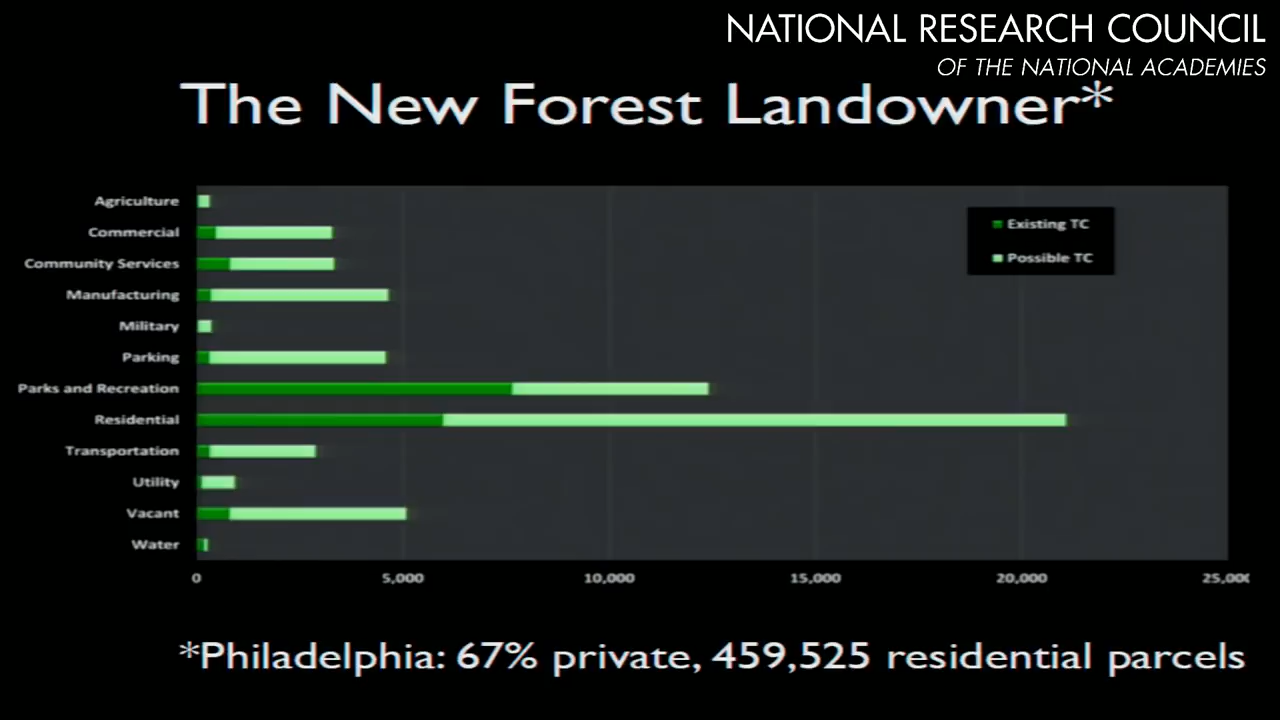 NATIONAL RESEARCH COUNCIL
OF THE NATIONAL ACADEMIES
The New Forest Landowner*
Agriculture
Commercial
Community Services
Manufacturing
Military
Parking
Parks and Recreation
Residential
Transportation
Utility
Vacant
Water
Existing TC
Possible TC
0 5,000 10,000 15,000 20,000 25,000
*Philadelphia: 67% private, 459,525 residential parcels